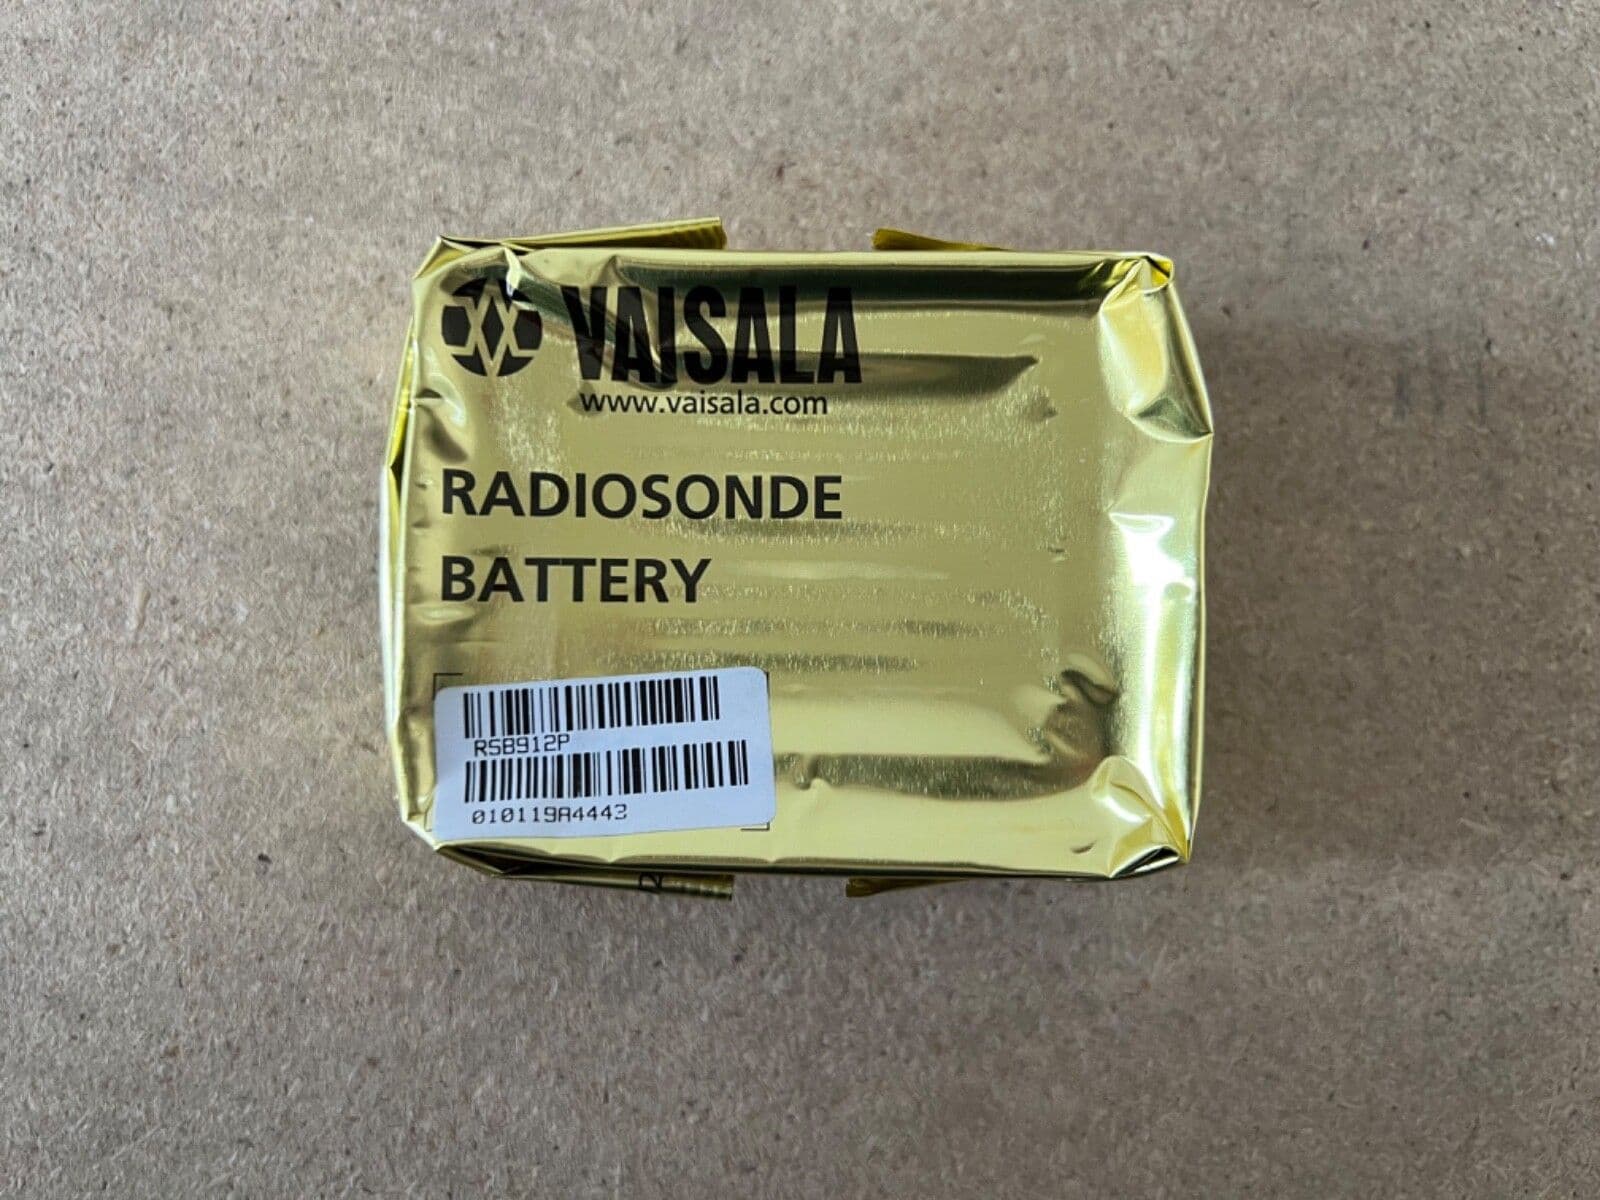 VAISALA
www.vaisala.com
RADIOSONDE
BATTERY
RSB912P
010119A4443